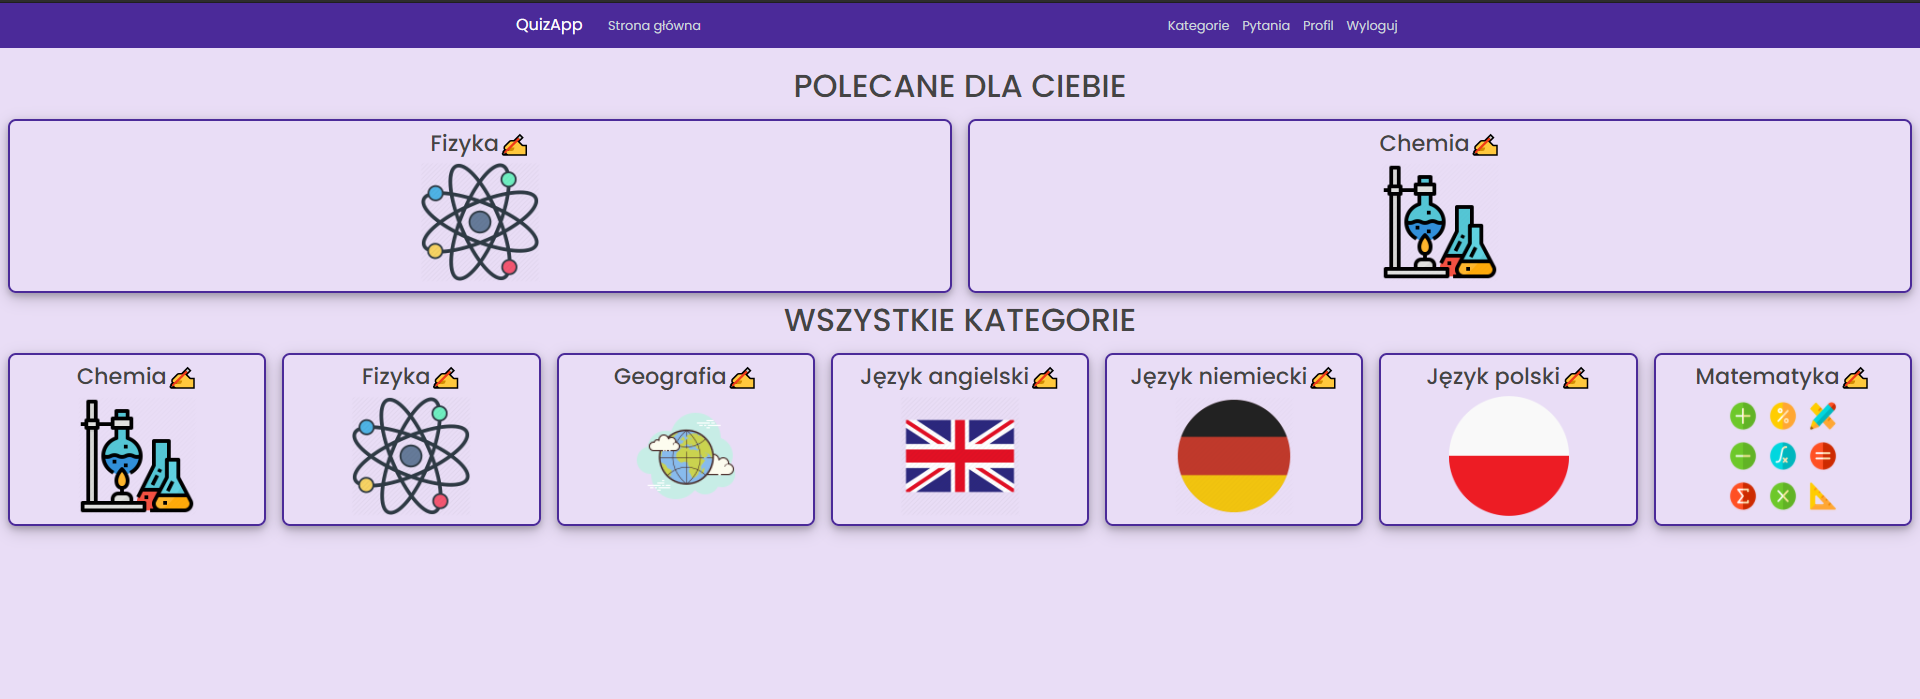 QuizApp Strona główna Kategorie Pytania Profil Wyloguj
POLECANE DLA CIEBIE
Fizyka✍️ Chemia✍️
WSZYSTKIE KATEGORIE
Chemia✍️ Fizyka✍️ Geografia✍️ Język angielski✍️ Język niemiecki✍️ Język polski✍️ Matematyka✍️